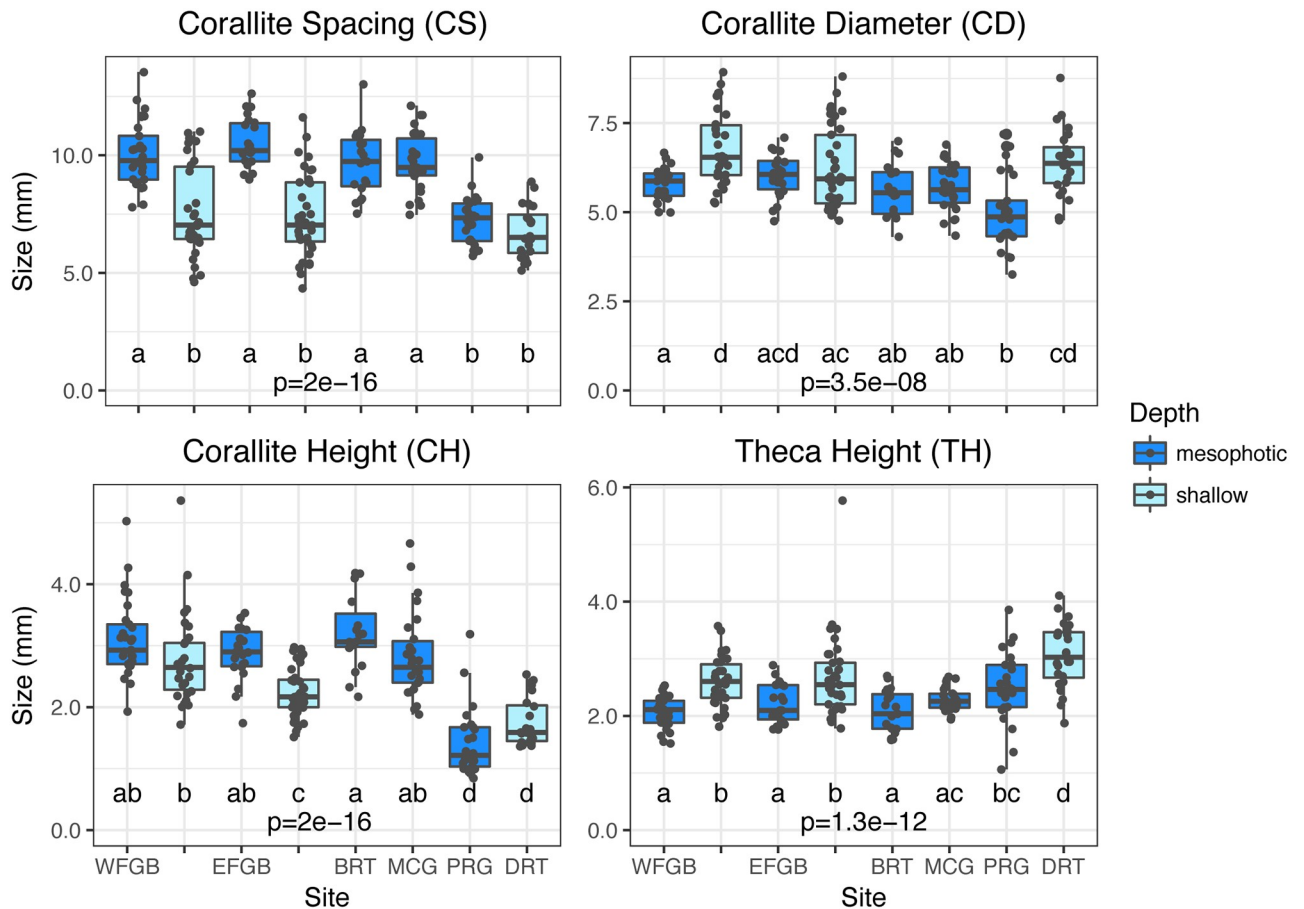 Corallite Spacing (CS)
Corallite Diameter (CD)
Size (mm)
10.0
5.0
0.0
a b a b a a b b
p=2e−16
7.5
5.0
2.5
0.0
a d acd ac ab ab b cd
p=3.5e−08
Corallite Height (CH)
Theca Height (TH)
Size (mm)
4.0
2.0
0.0
ab b ab c a ab d d
p=2e−16
WFGB EFGB BRT MCG PRG DRT
Site
6.0
4.0
2.0
0.0
a b a b a ac bc d
p=1.3e−12
WFGB EFGB BRT MCG PRG DRT
Site
Depth
mesophotic
shallow